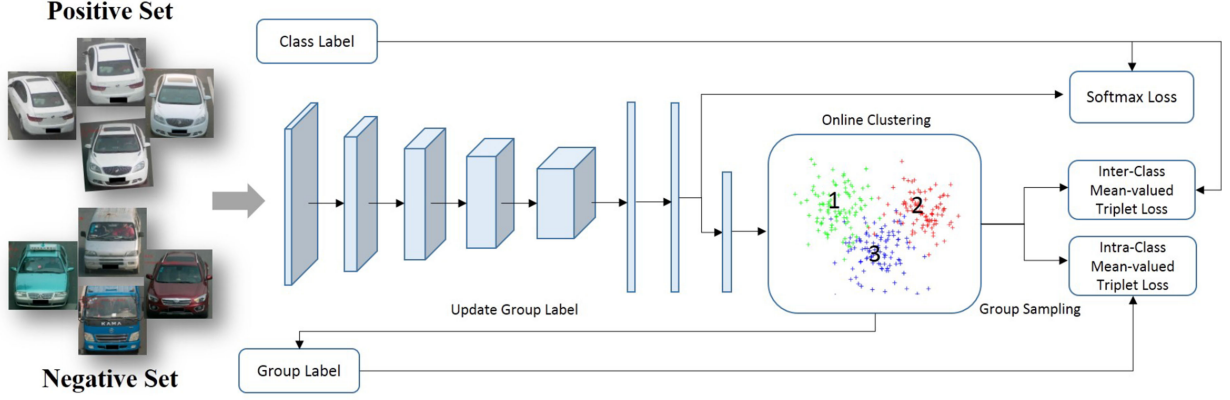 Positive Set
Class Label
Softmax Loss
Online Clustering
1
2
3
Inter-Class
Mean-valued
Triplet Loss
Intra-Class
Mean-valued
Triplet Loss
Update Group Label
Group Sampling
KAMA
Group Label
Negative Set